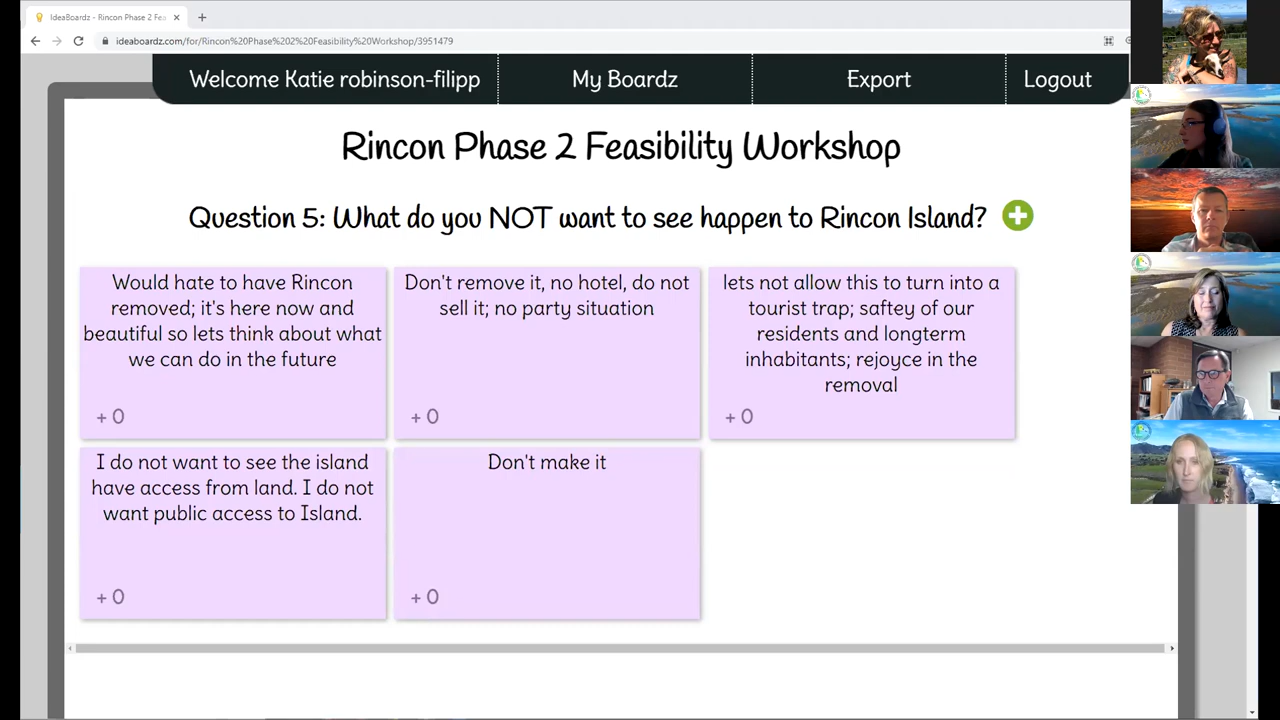 IdeaBoardz - Rincon Phase 2 Fea
ideaboardz.com/for/Rincon%20Phase%202%20Feasibility%20Workshop/3951479
Welcome Katie robinson-filipp
My Boardz
Export
Logout
Rincon Phase 2 Feasibility Workshop
Question 5: What do you NOT want to see happen to Rincon Island?
Would hate to have Rincon
removed; it's here now and
beautiful so lets think about what
we can do in the future
+ 0
Don't remove it, no hotel, do not
sell it; no party situation
+ 0
lets not allow this to turn into a
tourist trap; saftey of our
residents and longterm
inhabitants; rejoyce in the
removal
+ 0
I do not want to see the island
have access from land. I do not
want public access to Island.
+ 0
Don't make it
+ 0